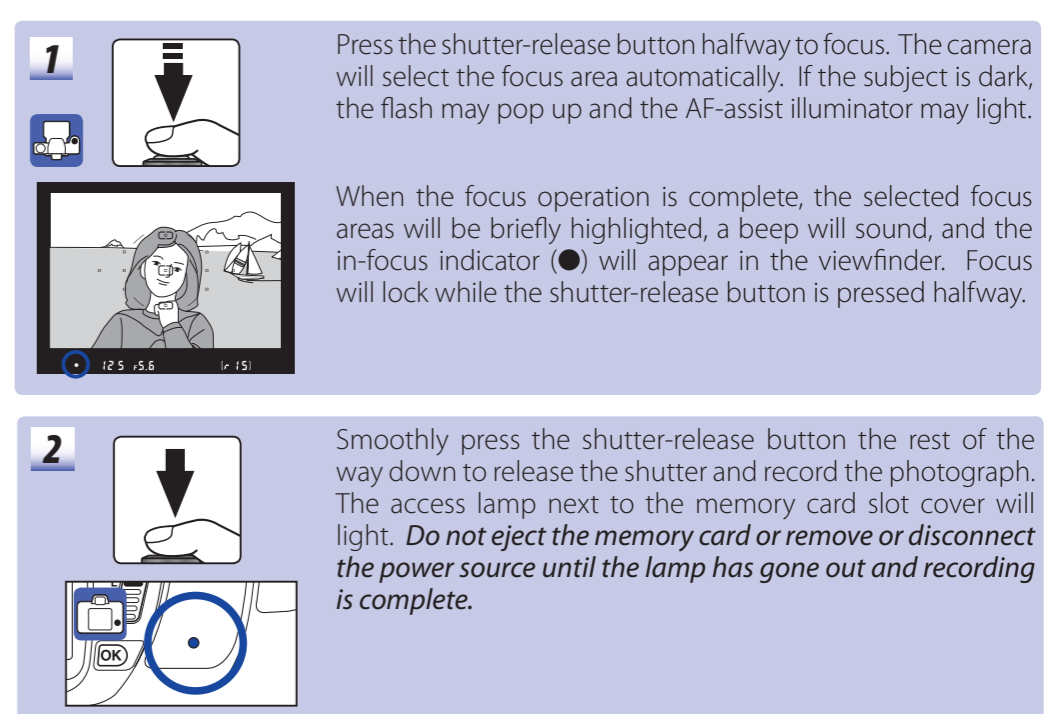 1
Press the shutter-release button halfway to focus. The camera
will select the focus area automatically. If the subject is dark,
the flash may pop up and the AF-assist illuminator may light.
When the focus operation is complete, the selected focus
areas will be briefly highlighted, a beep will sound, and the
in-focus indicator (●) will appear in the viewfinder. Focus
will lock while the shutter-release button is pressed halfway.
125 F5.6 [r 15]
2
Smoothly press the shutter-release button the rest of the
way down to release the shutter and record the photograph.
The access lamp next to the memory card slot cover will
light. Do not eject the memory card or remove or disconnect
the power source until the lamp has gone out and recording
is complete.
OK